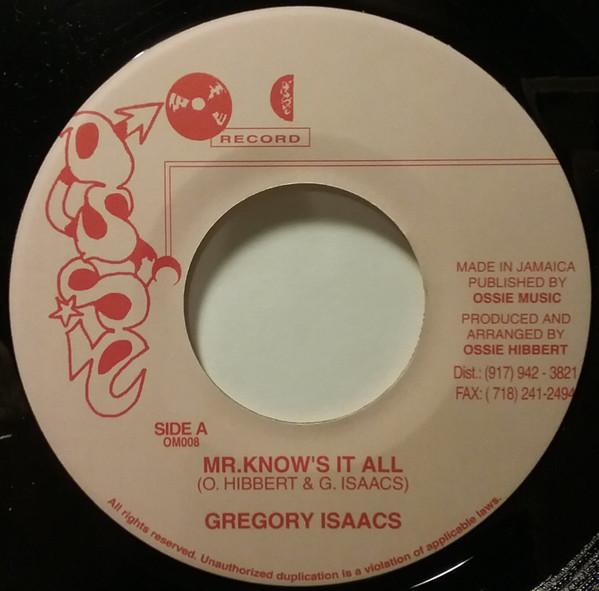 RECORD
MADE IN JAMAICA
PUBLISHED BY
OSSIE MUSIC
PRODUCED AND
ARRANGED BY
OSSIE HIBBERT
Dist.: (917) 942 - 3821
FAX: ( 718) 241-2494
SIDE A
OM008
MR.KNOW'S IT ALL
(O. HIBBERT & G. ISAACS)
GREGORY ISAACS
All rights reserved. Unauthorized duplication is a violation of applicable laws.